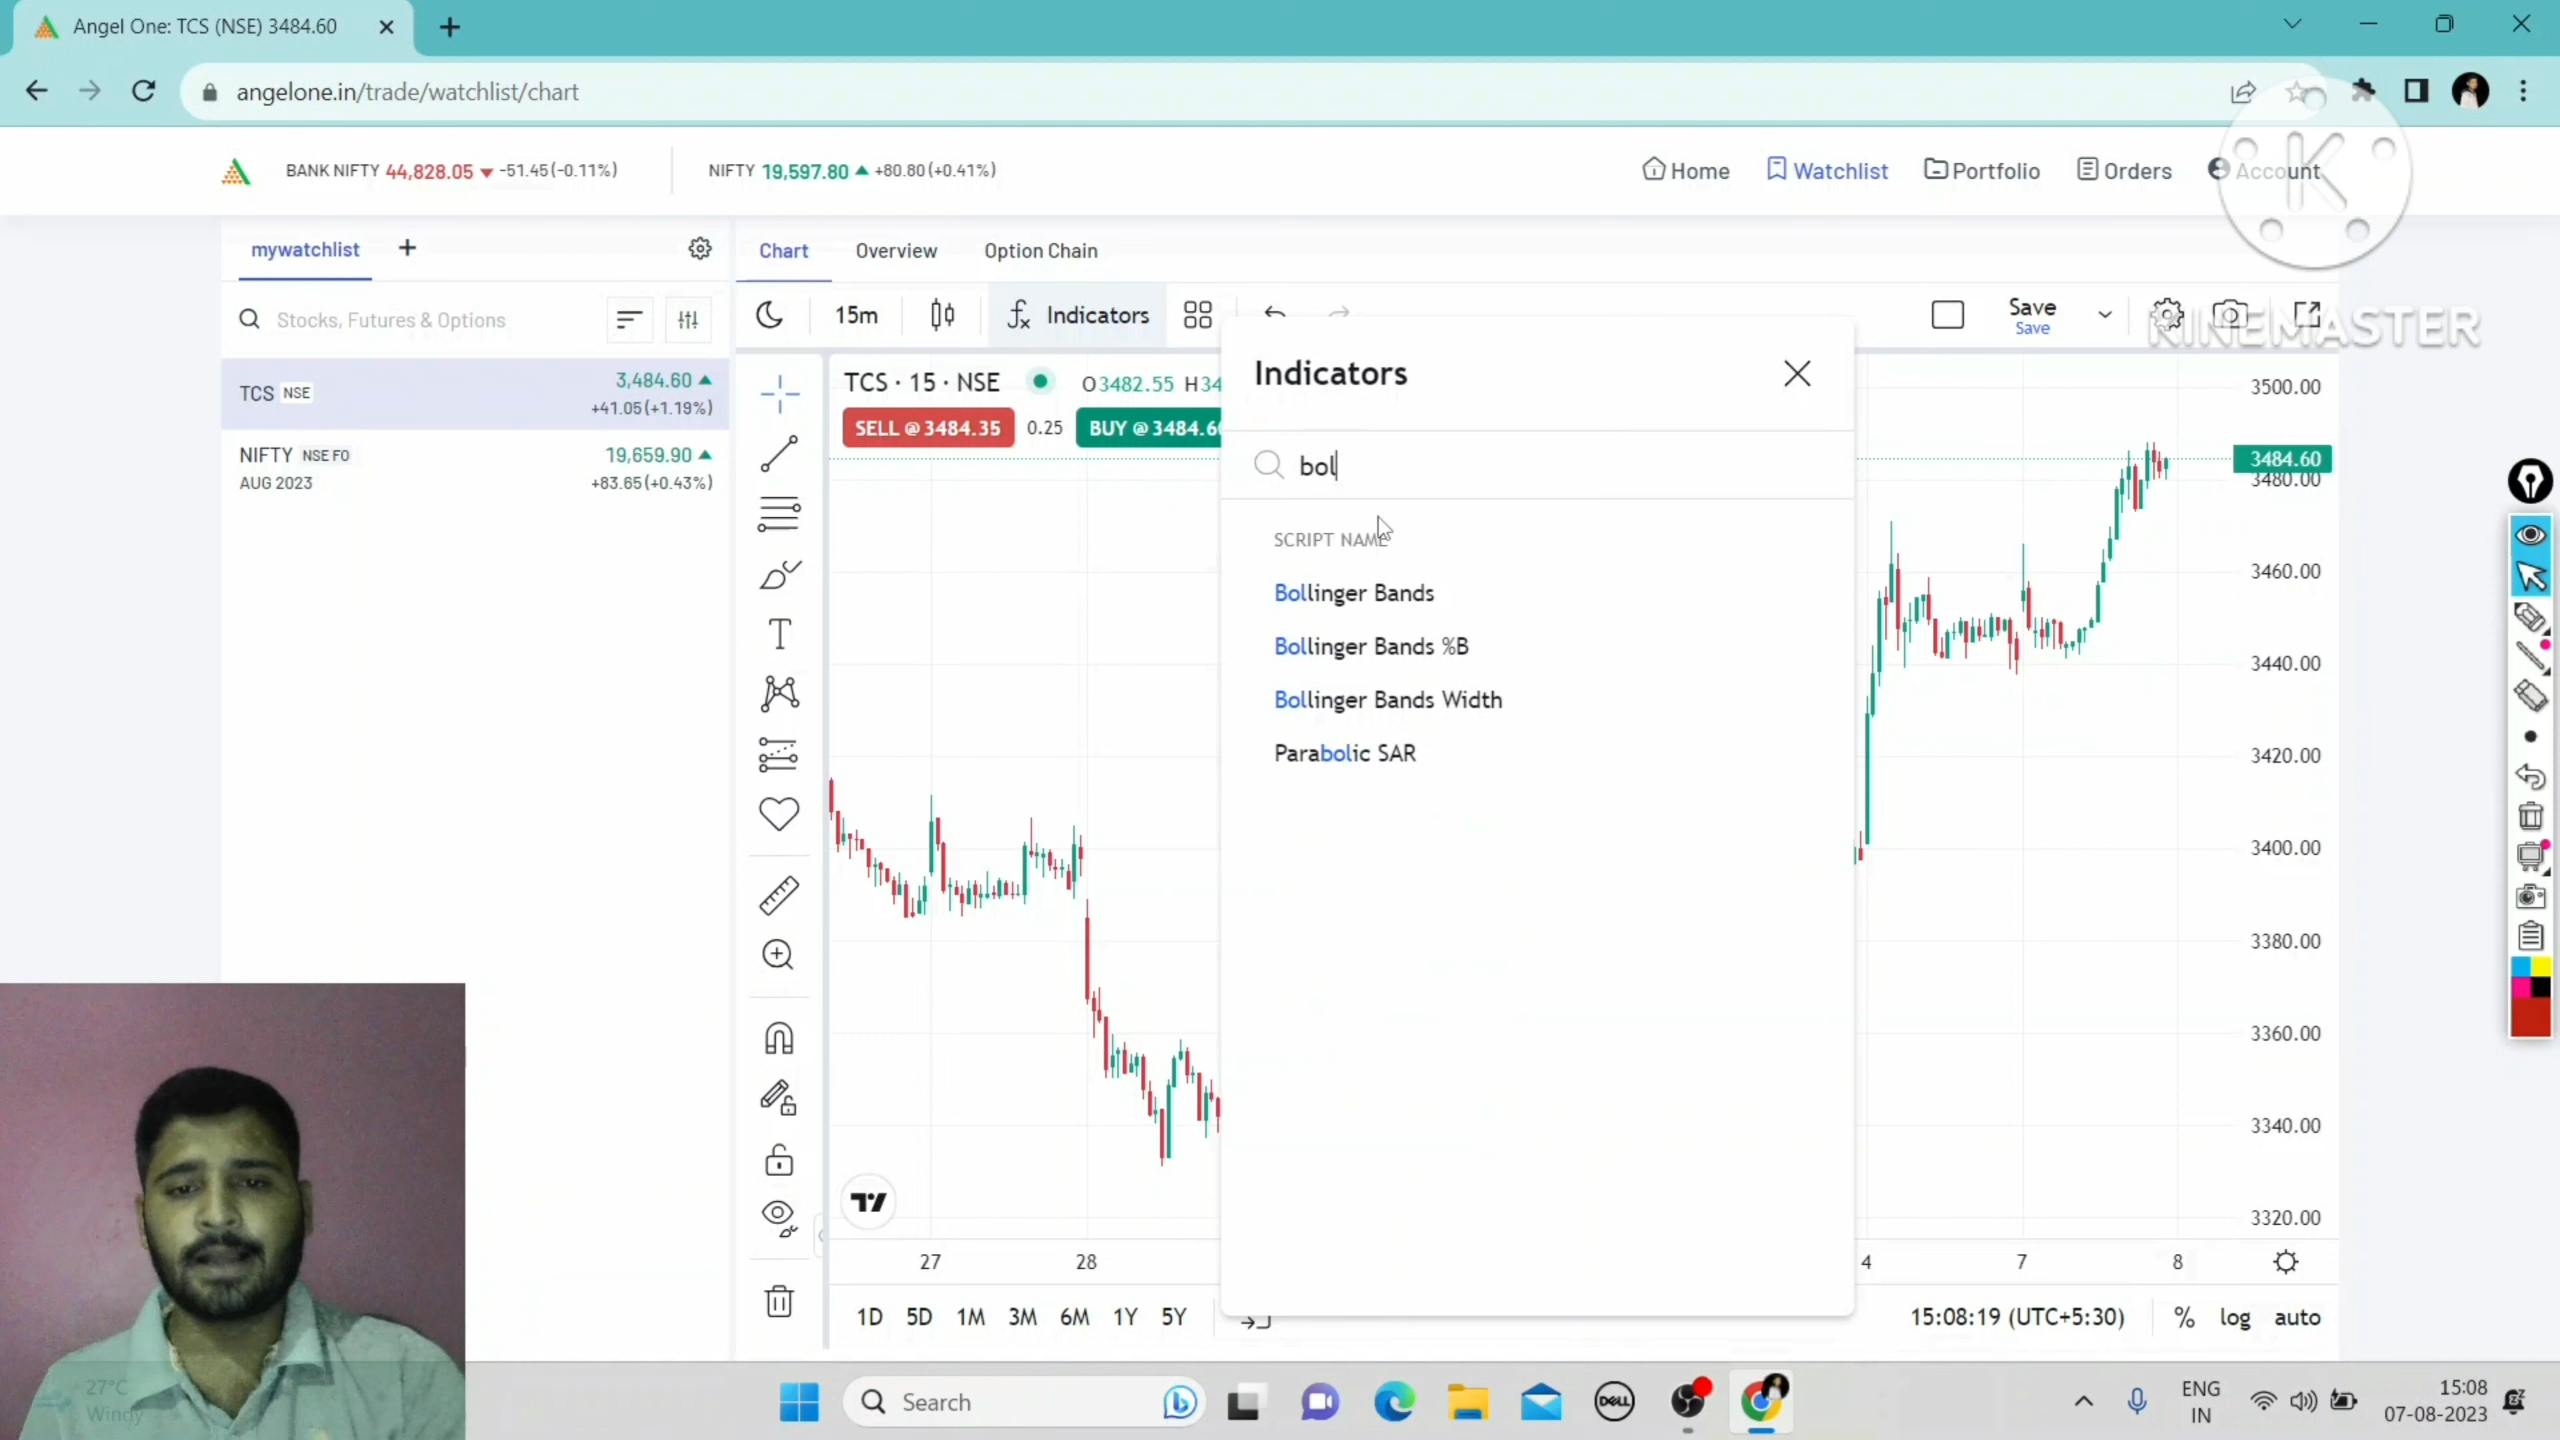 Angel One: TCS (NSE) 3484.60
angelone.in/trade/watchlist/chart
BANK NIFTY 44,828.05 -51.45(-0.11%)
NIFTY 19,597.80 +80.80(+0.41%)
Home Watchlist Portfolio Orders Account
K
KINEMASTER
mywatchlist
Stocks, Futures & Options
TCS NSE 3,484.60
+41.05(+1.19%)
NIFTY NSE FO 19,659.90
AUG 2023 +83.65(+0.43%)
Chart Overview Option Chain
15m Indicators
Save
Save
TCS · 15 · NSE O3482.55 H34
SELL @ 3484.35 0.25 BUY @ 3484.60
Indicators
bol
SCRIPT NAME
Bollinger Bands
Bollinger Bands %B
Bollinger Bands Width
Parabolic SAR
3500.00
3484.60
3480.00
3460.00
3440.00
3420.00
3400.00
3380.00
3360.00
3340.00
3320.00
27 28 4 7 8
1D 5D 1M 3M 6M 1Y 5Y
15:08:19 (UTC+5:30) % log auto
27°C
Windy
Search
DELL
ENG
IN
15:08
07-08-2023